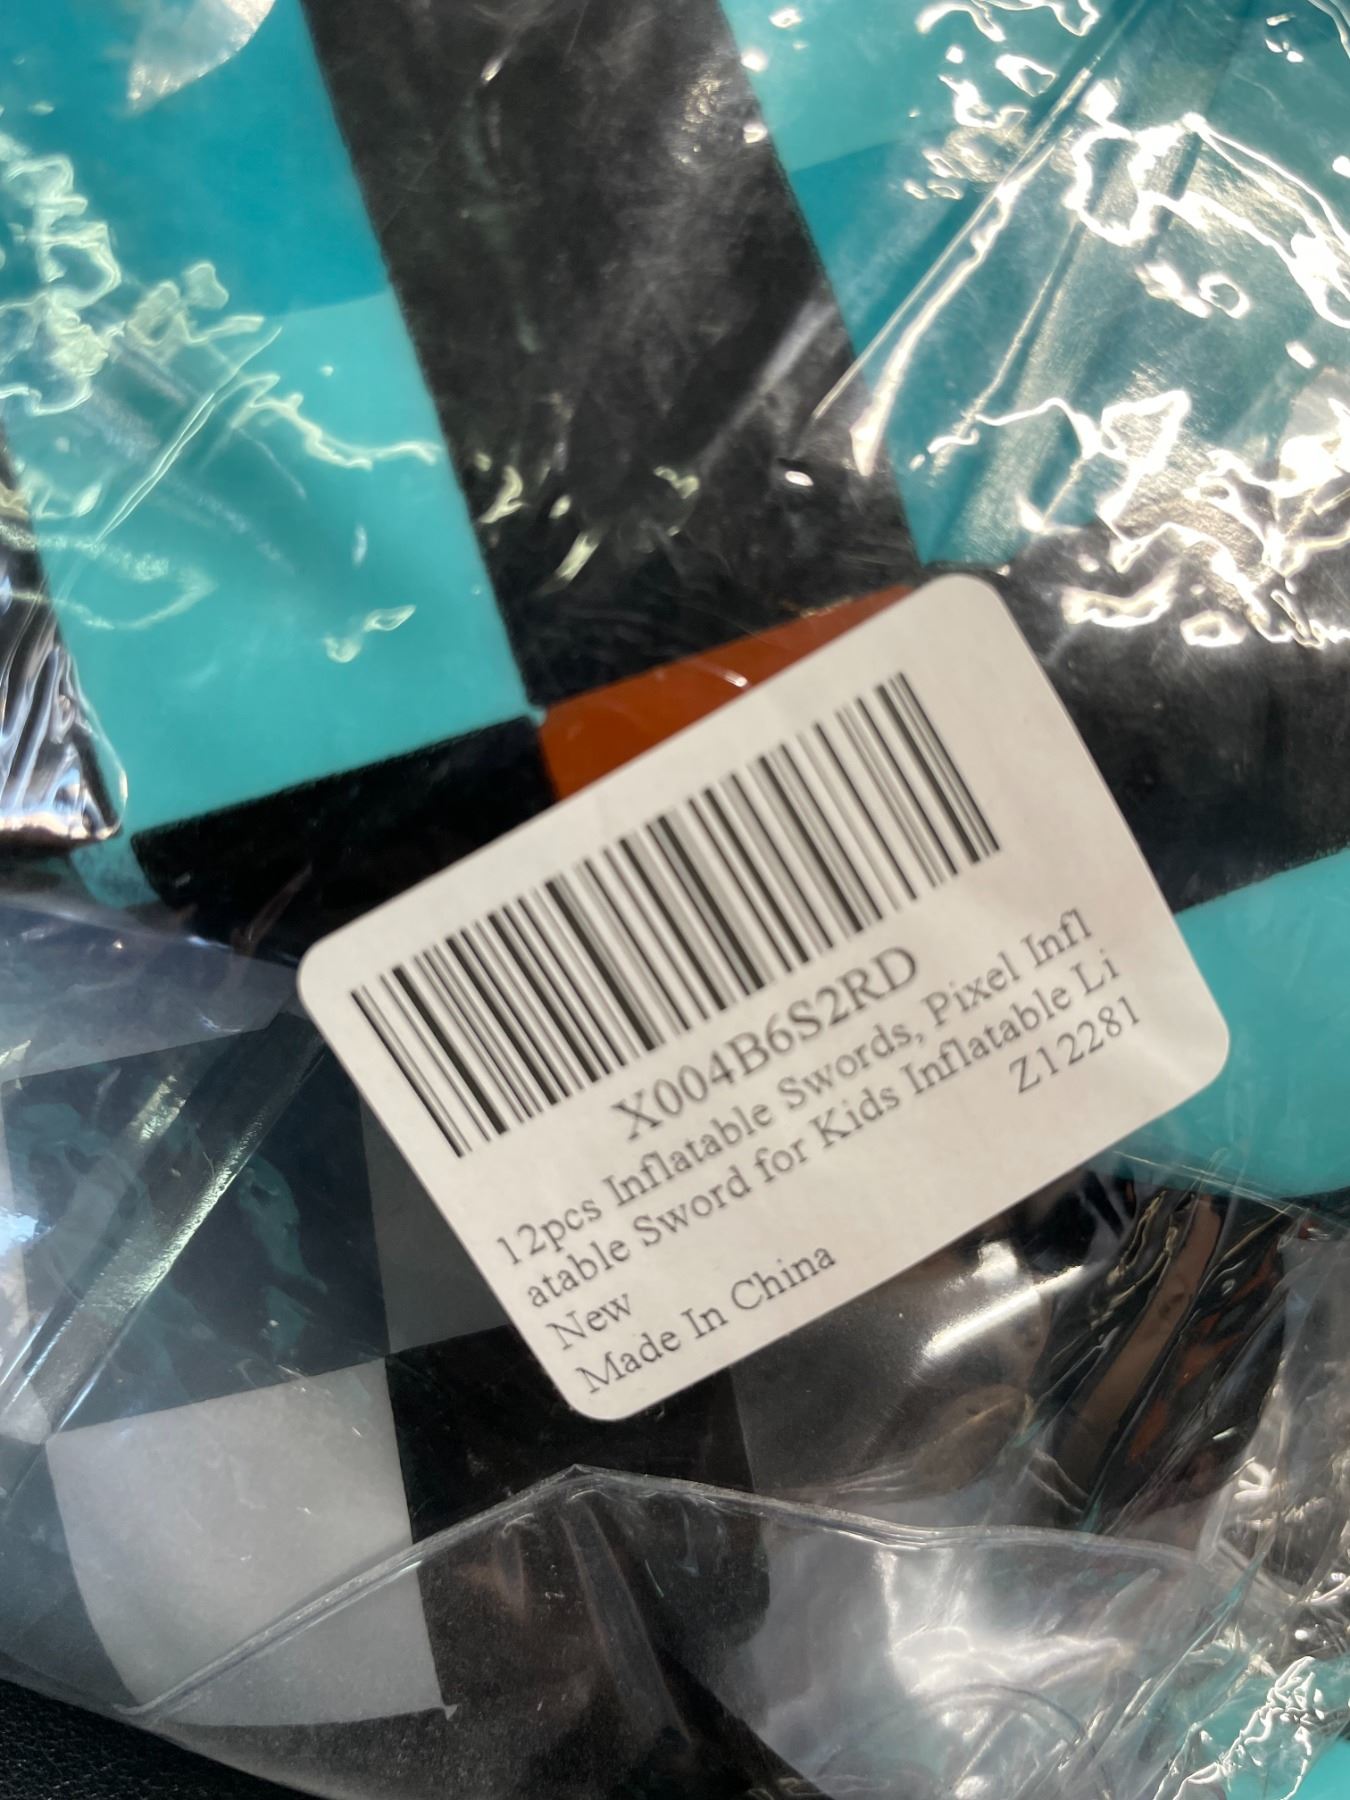 X004B6S2RD
12pcs Inflatable Swords, Pixel Infl
atable Sword for Kids Inflatable Li
Z12281
New
Made In China